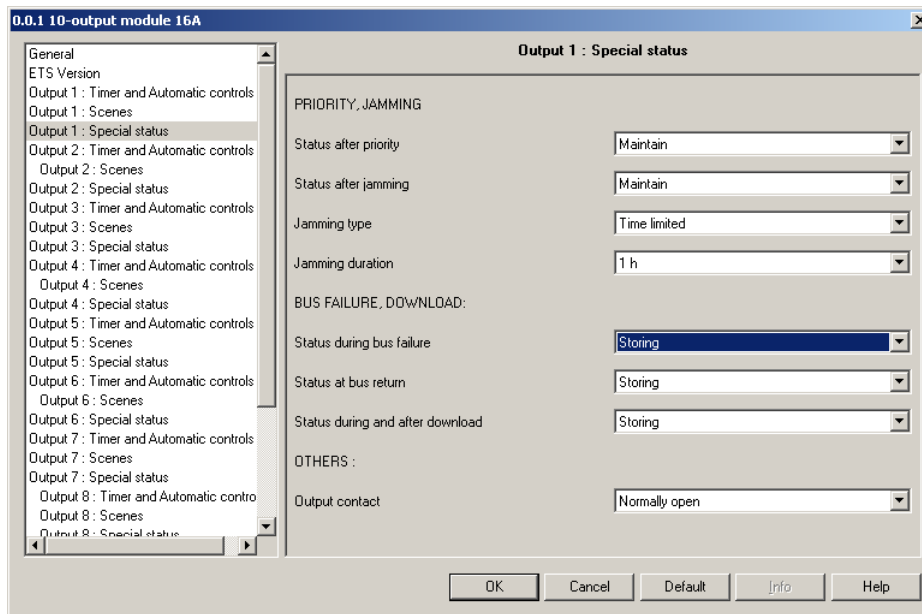 0.0.1 10-output module 16A
General
ETS Version
Output 1 : Timer and Automatic controls
Output 1 : Scenes
Output 1 : Special status
Output 2 : Timer and Automatic controls
Output 2 : Scenes
Output 2 : Special status
Output 3 : Timer and Automatic controls
Output 3 : Scenes
Output 3 : Special status
Output 4 : Timer and Automatic controls
Output 4 : Scenes
Output 4 : Special status
Output 5 : Timer and Automatic controls
Output 5 : Scenes
Output 5 : Special status
Output 6 : Timer and Automatic controls
Output 6 : Scenes
Output 6 : Special status
Output 7 : Timer and Automatic controls
Output 7 : Scenes
Output 7 : Special status
Output 8 : Timer and Automatic contro
Output 8 : Scenes
Output 8 : Special status
Output 1 : Special status
PRIORITY, JAMMING
Status after priority Maintain
Status after jamming Maintain
Jamming type Time limited
Jamming duration 1 h
BUS FAILURE, DOWNLOAD:
Status during bus failure Storing
Status at bus return Storing
Status during and after download Storing
OTHERS :
Output contact Normally open
OK Cancel Default Info Help